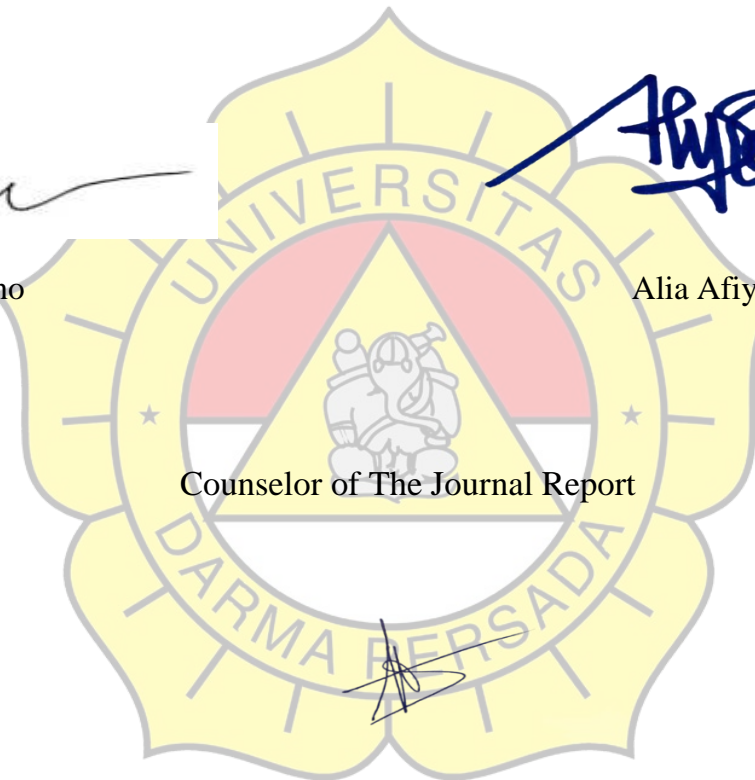 UNIVERSITAS
no
Alia Afiy
Counselor of The Journal Report
DARMA PERSADA